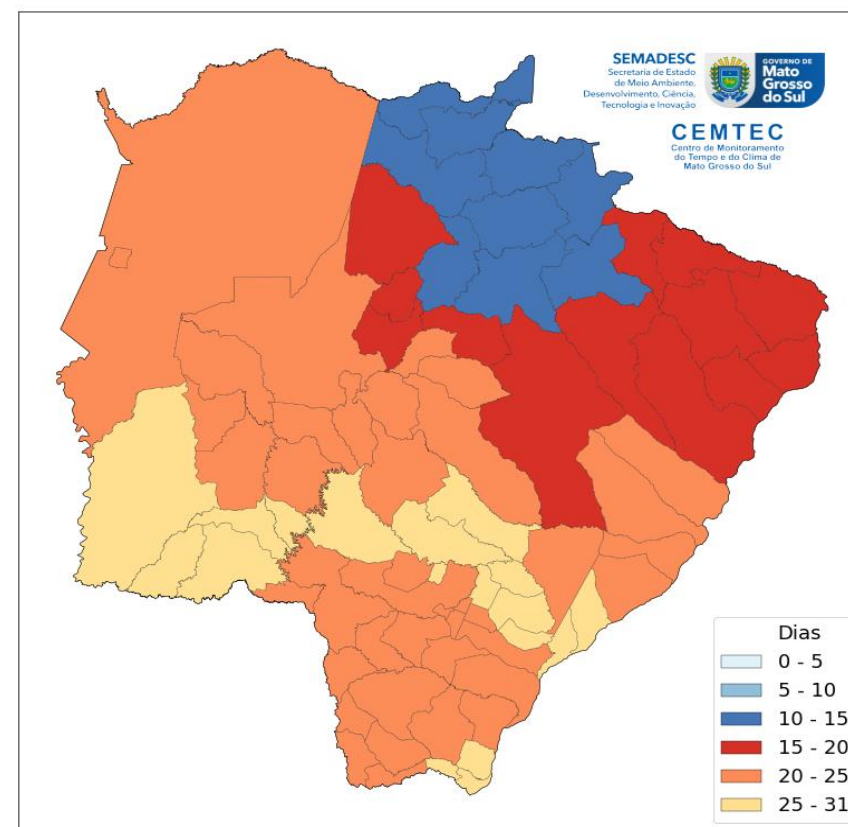 SEMADESC
Secretaria de Estado
de Meio Ambiente,
Desenvolvimento, Ciência,
Tecnologia e Inovação
GOVERNO DE
Mato
Grosso
do Sul
CEMTEC
Centro de Monitoramento
do Tempo e do Clima de
Mato Grosso do Sul
Dias
0 - 5
5 - 10
10 - 15
15 - 20
20 - 25
25 - 31